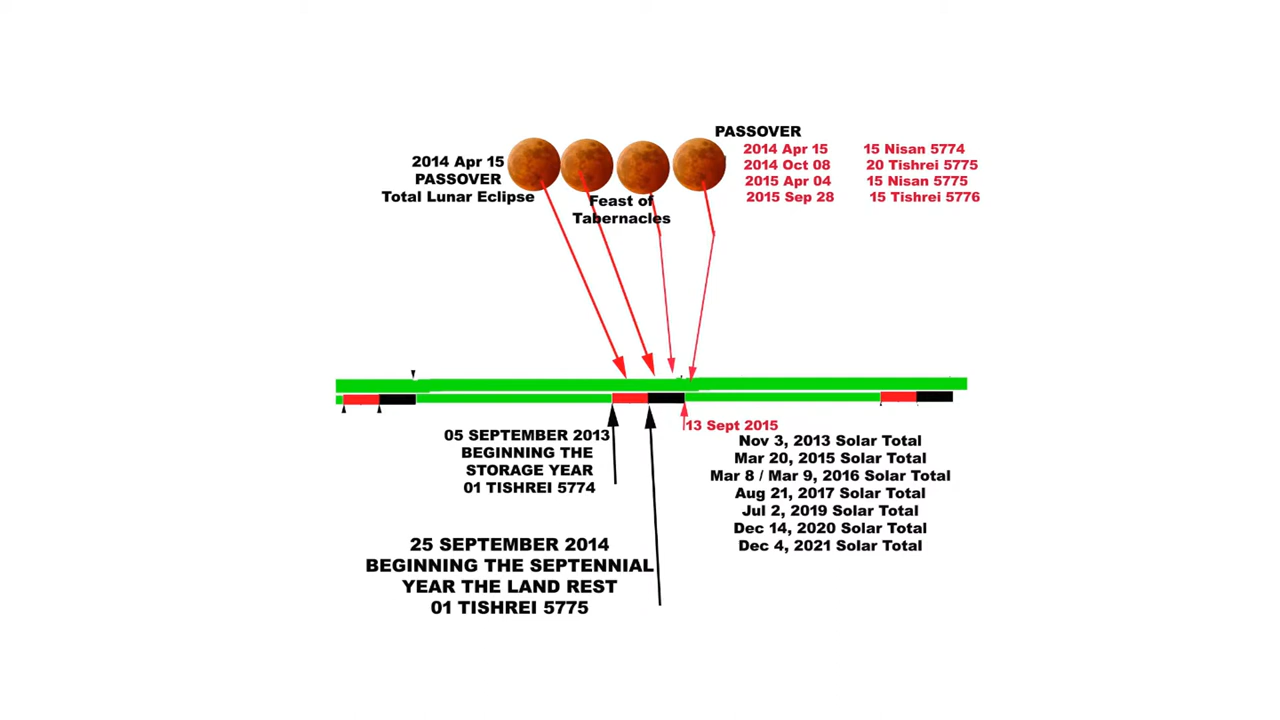 2014 Apr 15
PASSOVER
Total Lunar Eclipse
Feast of
Tabernacles
PASSOVER
2014 Apr 15 15 Nisan 5774
2014 Oct 08 20 Tishrei 5775
2015 Apr 04 15 Nisan 5775
2015 Sep 28 15 Tishrei 5776
05 SEPTEMBER 2013
BEGINNING THE
STORAGE YEAR
01 TISHREI 5774
25 SEPTEMBER 2014
BEGINNING THE SEPTENNIAL
YEAR THE LAND REST
01 TISHREI 5775
13 Sept 2015
Nov 3, 2013 Solar Total
Mar 20, 2015 Solar Total
Mar 8 / Mar 9, 2016 Solar Total
Aug 21, 2017 Solar Total
Jul 2, 2019 Solar Total
Dec 14, 2020 Solar Total
Dec 4, 2021 Solar Total